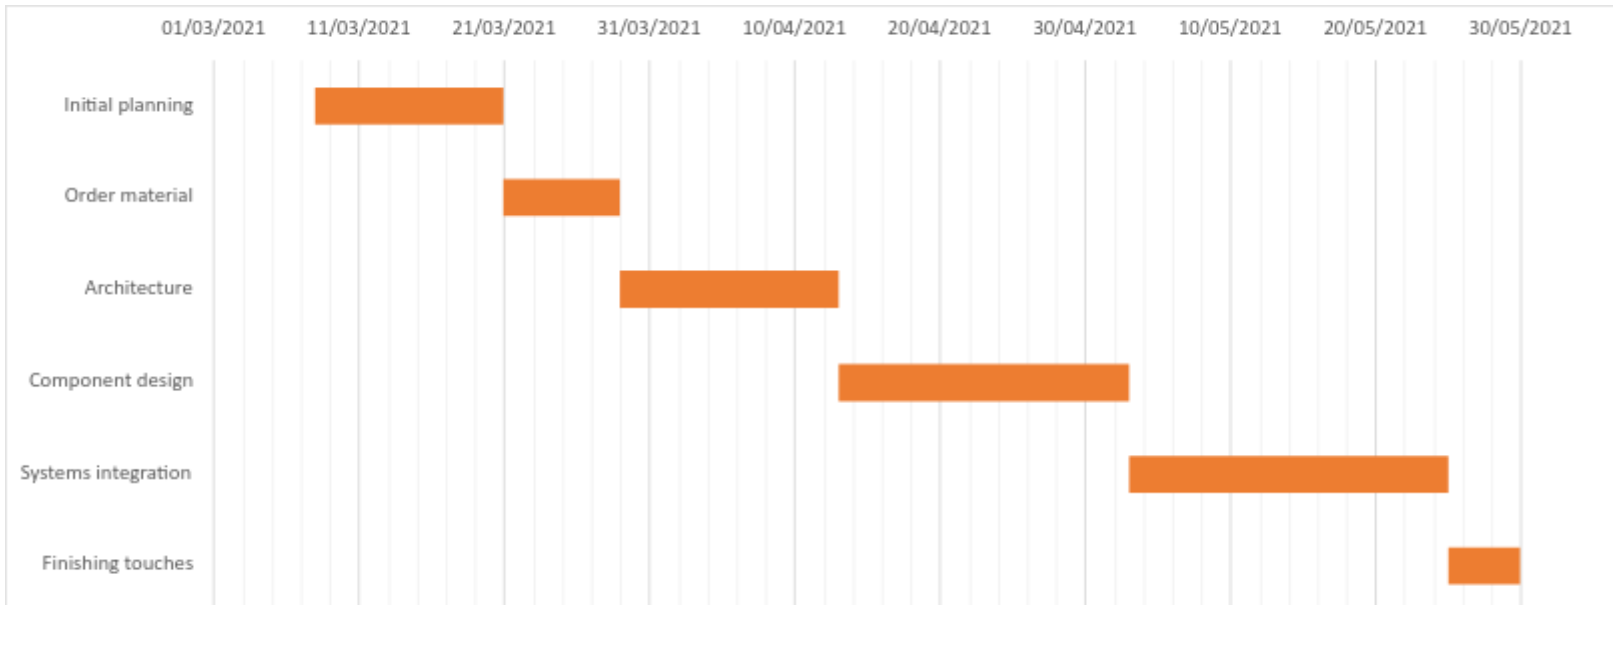 01/03/2021 11/03/2021 21/03/2021 31/03/2021 10/04/2021 20/04/2021 30/04/2021 10/05/2021 20/05/2021 30/05/2021
Initial planning
Order material
Architecture
Component design
Systems integration
Finishing touches